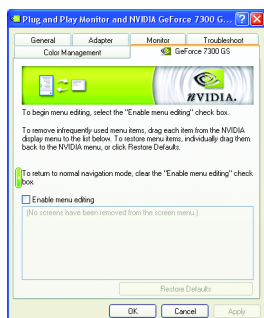 Plug and Play Monitor and NVIDIA GeForce 7300 G...
General Adapter Monitor Troubleshoot
Color Management GeForce 7300 GS
NVIDIA.
To begin menu editing, select the "Enable menu editing" check box.
To remove infrequently used menu items, drag each item from the NVIDIA
display menu to the list below. To restore menu items, individually drag them
back to the NVIDIA menu, or click Restore Defaults.
To return to normal navigation mode, clear the "Enable menu editing" check
box.
Enable menu editing
(No screens have been removed from the screen menu.)
Restore Defaults
OK Cancel Apply